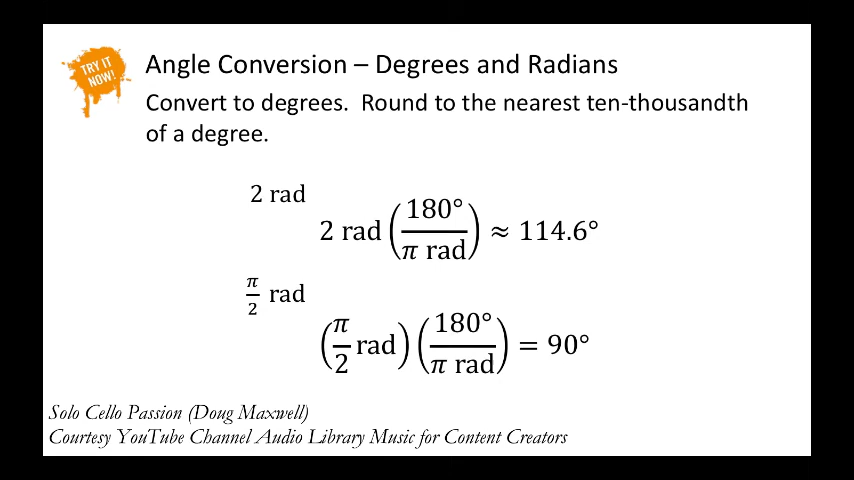 TRY IT
NOW!
Angle Conversion – Degrees and Radians
Convert to degrees.  Round to the nearest ten-thousandth
of a degree.
2 rad
2 rad (180°/π rad) ≈ 114.6°
π/2 rad
(π/2 rad)(180°/π rad) = 90°
Solo Cello Passion (Doug Maxwell)
Courtesy YouTube Channel Audio Library Music for Content Creators